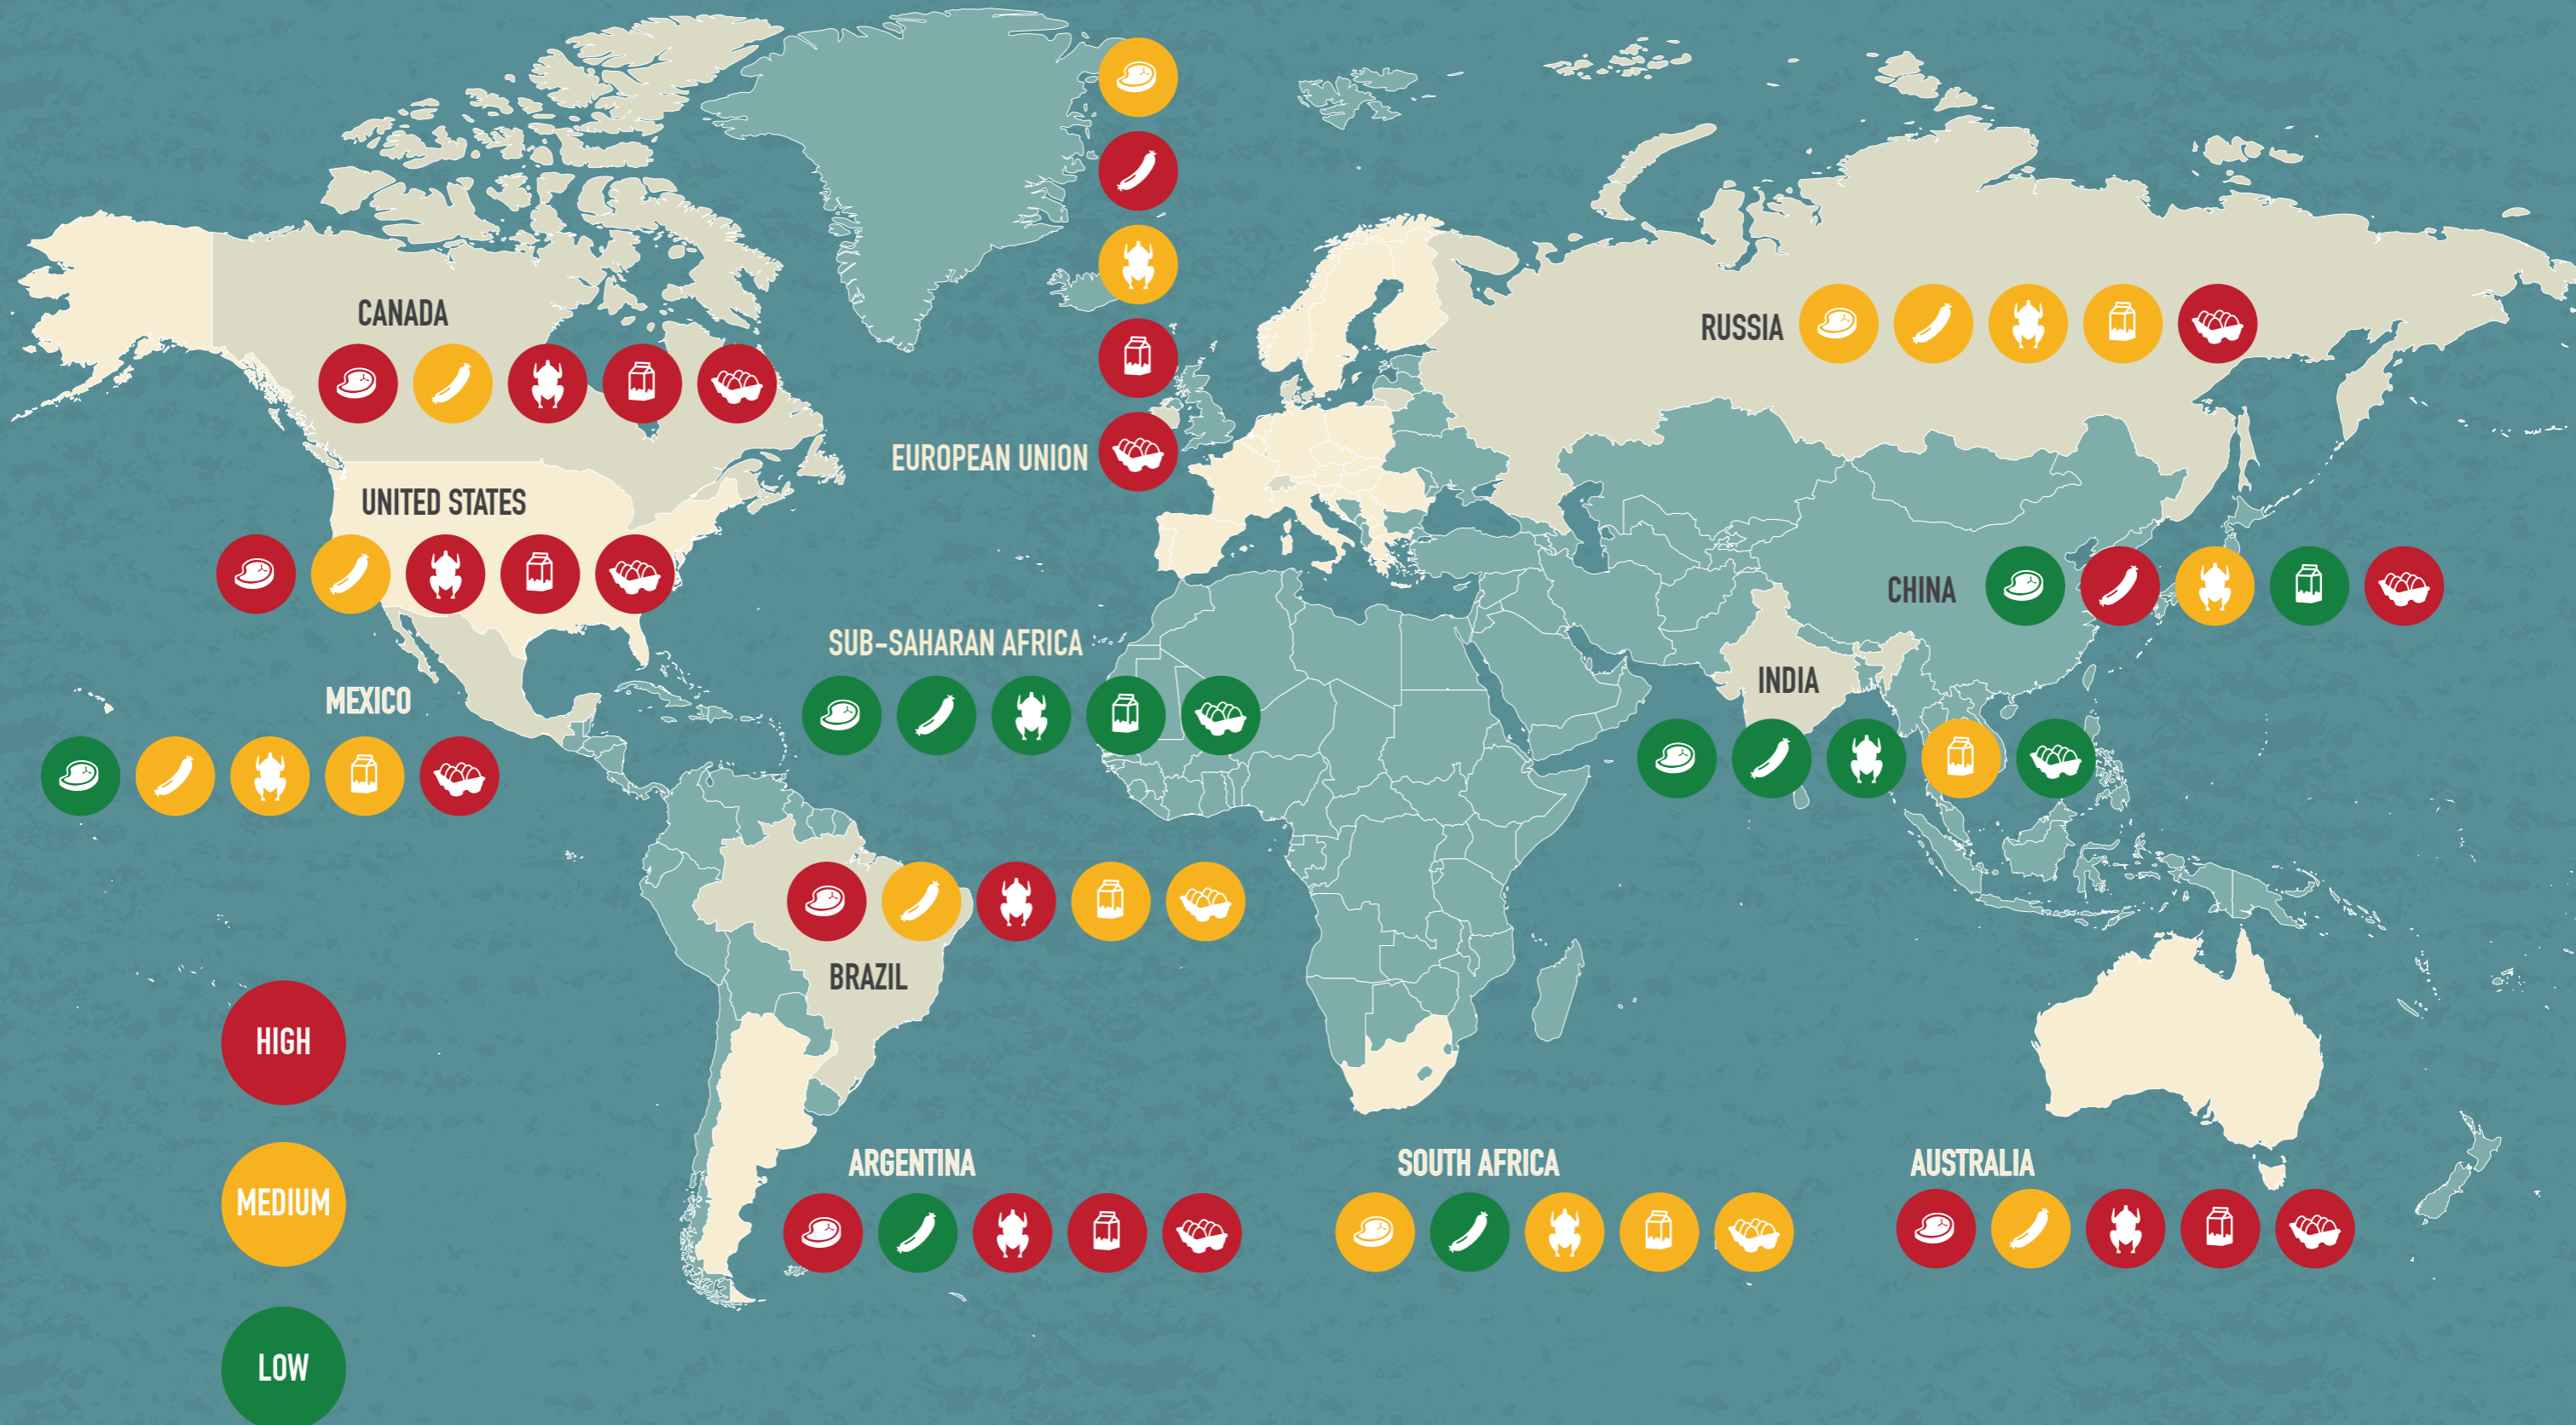 CANADA
RUSSIA
EUROPEAN UNION
UNITED STATES
CHINA
SUB-SAHARAN AFRICA
INDIA
MEXICO
BRAZIL
HIGH
ARGENTINA
SOUTH AFRICA
AUSTRALIA
MEDIUM
LOW